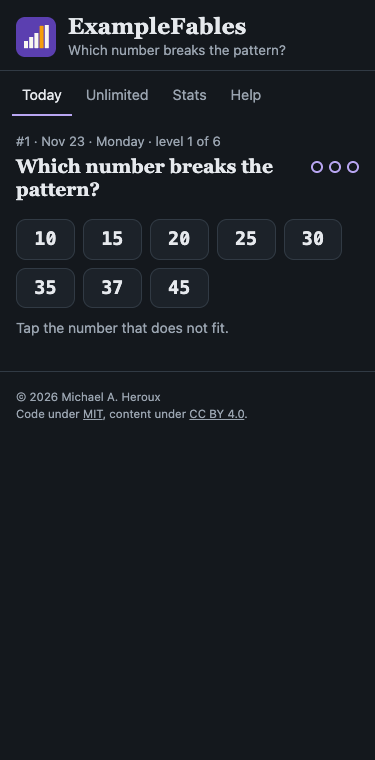 ExampleFables
Which number breaks the pattern?
Today Unlimited Stats Help
#1 · Nov 23 · Monday · level 1 of 6
Which number breaks the
pattern?
10 15 20 25 30
35 37 45
Tap the number that does not fit.
© 2026 Michael A. Heroux
Code under MIT, content under CC BY 4.0.